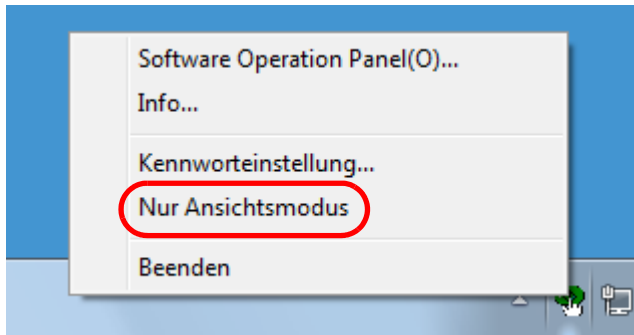 Software Operation Panel(O)...
Info...
Kennworteinstellung...
Nur Ansichtsmodus
Beenden